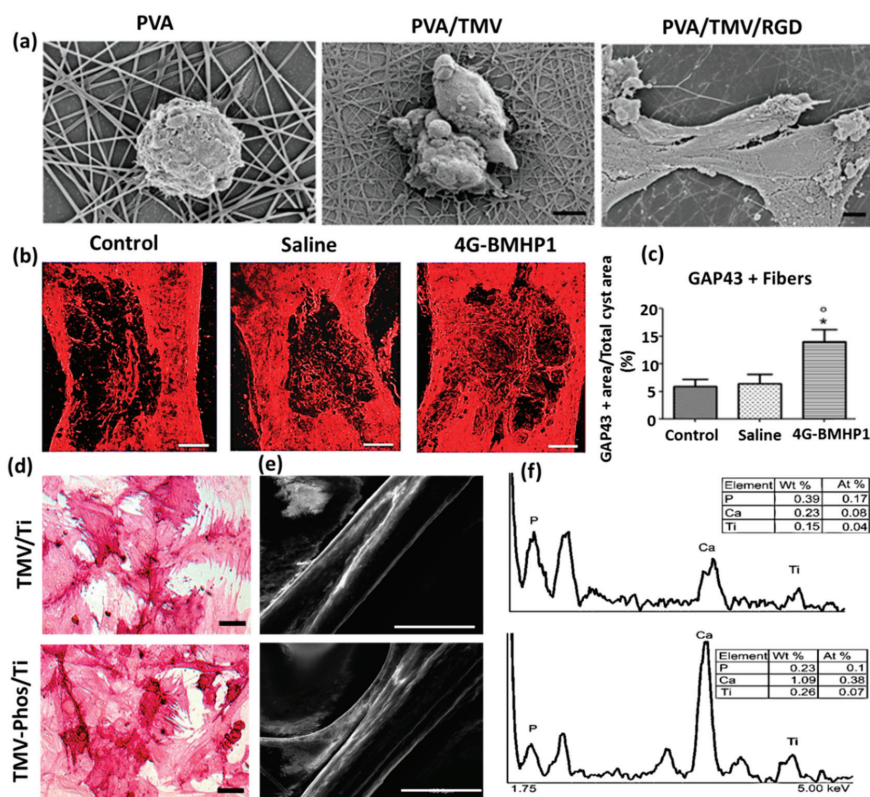 PVA
PVA/TMV
PVA/TMV/RGD
(a)
(b)
Control
Saline
4G-BMHP1
(c)
GAP43 + Fibers
GAP43 + area/Total cyst area
(%)
20
15
10
5
0
°
*
Control
Saline
4G-BMHP1
(d)
(e)
(f)
TMV/Ti
TMV-Phos/Ti
Element Wt % At %
P 0.39 0.17
Ca 0.23 0.08
Ti 0.15 0.04
P
Ca
Ti
Element Wt % At %
P 0.23 0.1
Ca 1.09 0.38
Ti 0.26 0.07
Ca
P
Ti
1.75
5.00 keV